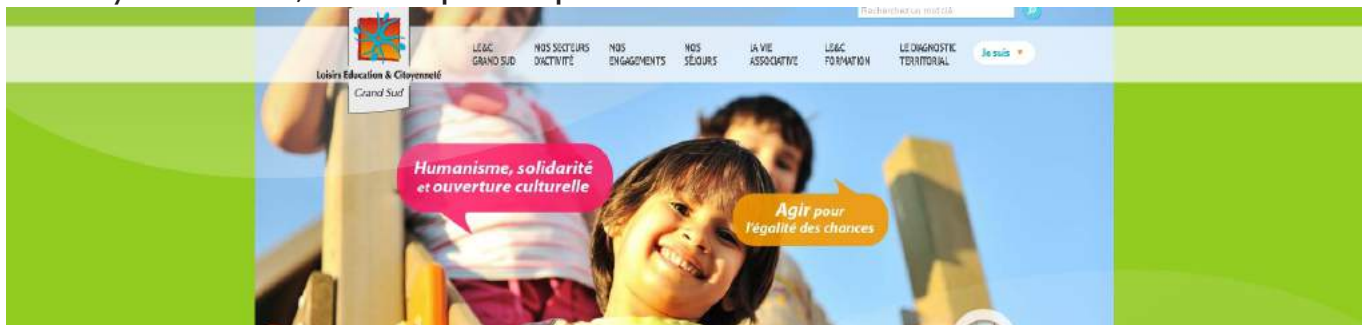 Rechercher un mot clé
LE&C
GRAND SUD
NOS SECTEURS
D'ACTIVITÉ
NOS
ENGAGEMENTS
NOS
SÉJOURS
LA VIE
ASSOCIATIVE
LE&C
FORMATION
LE DIAGNOSTIC
TERRITORIAL
Je suis
Loisirs Education & Citoyenneté
Grand Sud
Humanisme, solidarité
et ouverture culturelle
Agir pour
l'égalité des chances